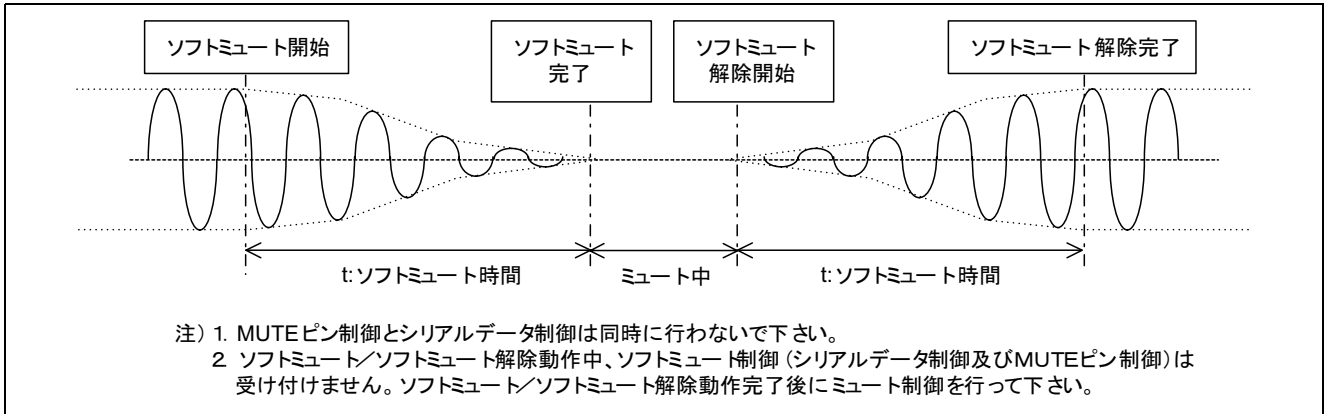 ソフトミュート開始
ソフトミュート
完了
ソフトミュート
解除開始
ソフトミュート解除完了
t:ソフトミュート時間
ミュート中
t:ソフトミュート時間
注) 1. MUTEピン制御とシリアルデータ制御は同時に行わないで下さい。
2. ソフトミュート/ソフトミュート解除動作中、ソフトミュート制御 (シリアルデータ制御及びMUTEピン制御)は
受け付けません。ソフトミュート/ソフトミュート解除動作完了後にミュート制御を行って下さい。